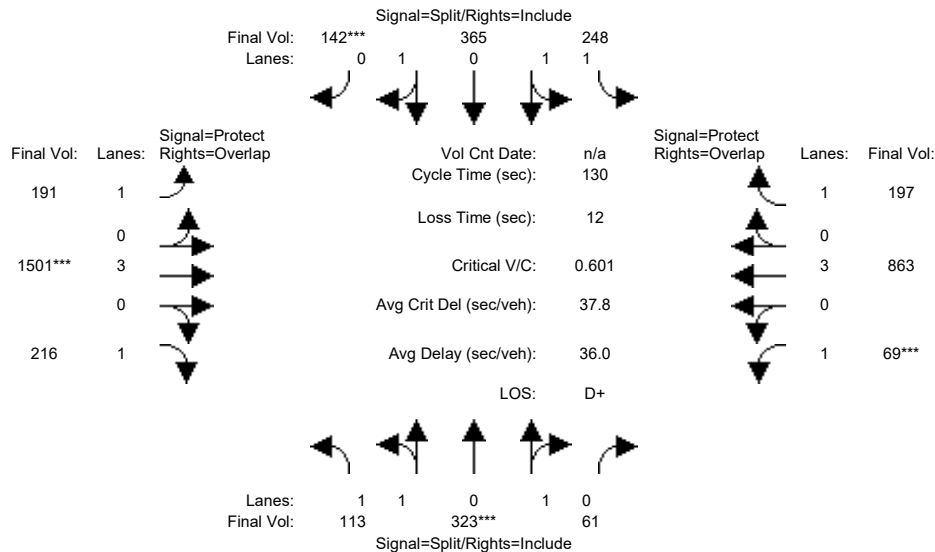 Signal=Split/Rights=Include
Final Vol: 142*** 365 248
Lanes: 0 1 0 1 1
Signal=Protect Signal=Protect
Final Vol: Lanes: Rights=Overlap Vol Cnt Date: n/a Rights=Overlap Lanes: Final Vol:
Cycle Time (sec): 130
191 1 1 197
Loss Time (sec): 12
0 0
1501*** 3 Critical V/C: 0.601 3 863
0 Avg Crit Del (sec/veh): 37.8 0
216 1 Avg Delay (sec/veh): 36.0 1 69***
LOS: D+
Lanes: 1 1 0 1 0
Final Vol: 113 323*** 61
Signal=Split/Rights=Include